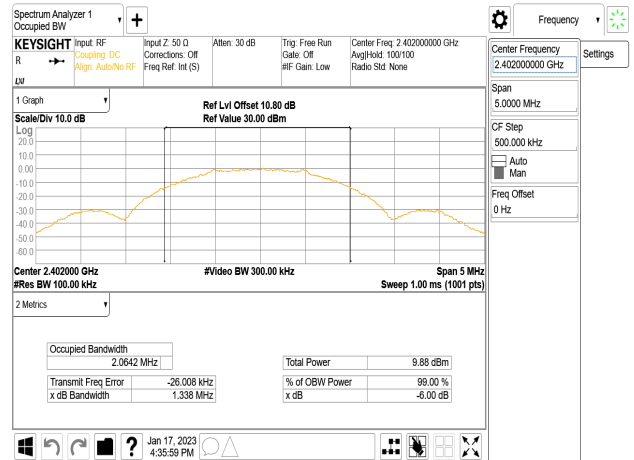 Spectrum Analyzer 1
Occupied BW
Frequency
KEYSIGHT
R
LXI
Input: RF
Coupling: DC
Align: Auto/No RF
Input Z: 50 Ω
Corrections: Off
Freq Ref: Int (S)
Atten: 30 dB
Trig: Free Run
Gate: Off
#IF Gain: Low
Center Freq: 2.402000000 GHz
Avg|Hold: 100/100
Radio Std: None
Center Frequency
2.402000000 GHz
Settings
Span
5.0000 MHz
CF Step
500.000 kHz
Auto
Man
Freq Offset
0 Hz
1 Graph
Ref Lvl Offset 10.80 dB
Scale/Div 10.0 dB
Ref Value 30.00 dBm
Log
20.0
10.0
0.00
-10.0
-20.0
-30.0
-40.0
-50.0
-60.0
Center 2.402000 GHz
#Video BW 300.00 kHz
Span 5 MHz
#Res BW 100.00 kHz
Sweep 1.00 ms (1001 pts)
2 Metrics
Occupied Bandwidth
2.0642 MHz
Total Power 9.88 dBm
Transmit Freq Error -26.008 kHz
% of OBW Power 99.00 %
x dB Bandwidth 1.338 MHz
x dB -6.00 dB
?
Jan 17, 2023
4:35:59 PM